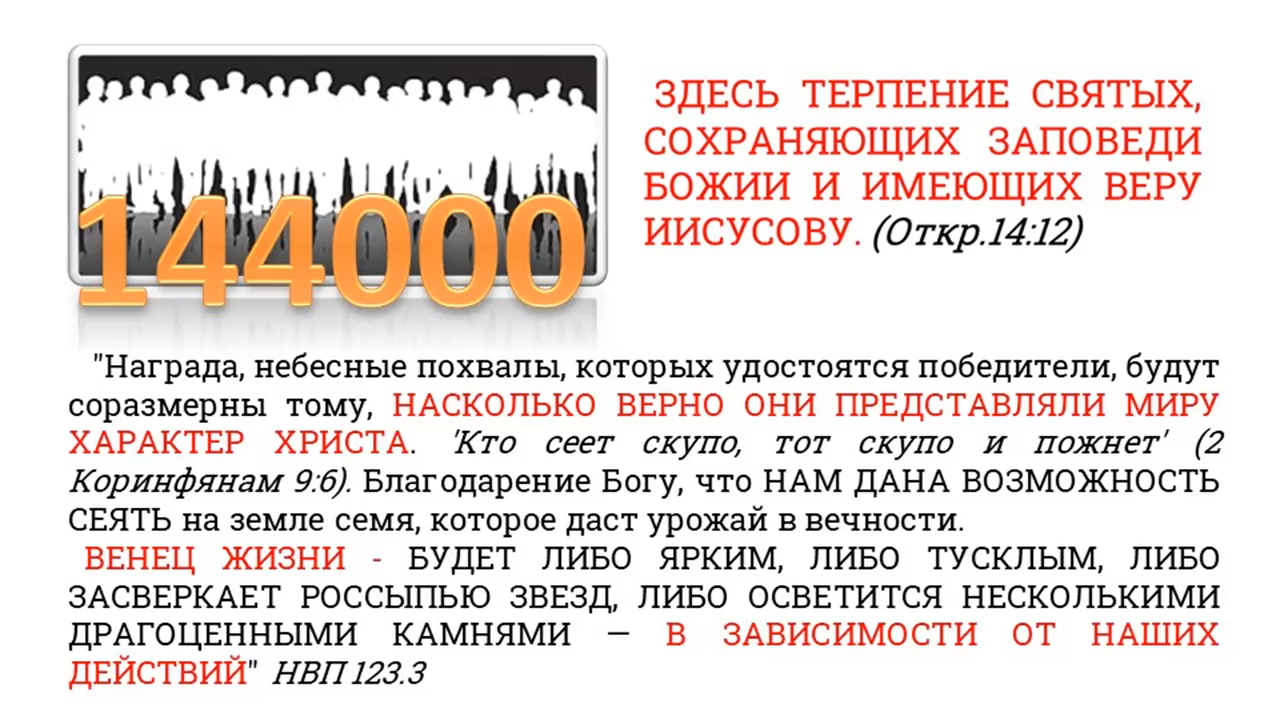 144000
ЗДЕСЬ ТЕРПЕНИЕ СВЯТЫХ,
СОХРАНЯЮЩИХ ЗАПОВЕДИ
БОЖИИ И ИМЕЮЩИХ ВЕРУ
ИИСУСОВУ. (Откр.14:12)
"Награда, небесные похвалы, которых удостоятся победители, будут
соразмерны тому, НАСКОЛЬКО ВЕРНО ОНИ ПРЕДСТАВЛЯЛИ МИРУ
ХАРАКТЕР ХРИСТА. 'Кто сеет скупо, тот скупо и пожнет' (2
Коринфянам 9:6). Благодарение Богу, что НАМ ДАНА ВОЗМОЖНОСТЬ
СЕЯТЬ на земле семя, которое даст урожай в вечности.
ВЕНЕЦ ЖИЗНИ - БУДЕТ ЛИБО ЯРКИМ, ЛИБО ТУСКЛЫМ, ЛИБО
ЗАСВЕРКАЕТ РОССЫПЬЮ ЗВЕЗД, ЛИБО ОСВЕТИТСЯ НЕСКОЛЬКИМИ
ДРАГОЦЕННЫМИ КАМНЯМИ — В ЗАВИСИМОСТИ ОТ НАШИХ
ДЕЙСТВИЙ" НВП 123.3